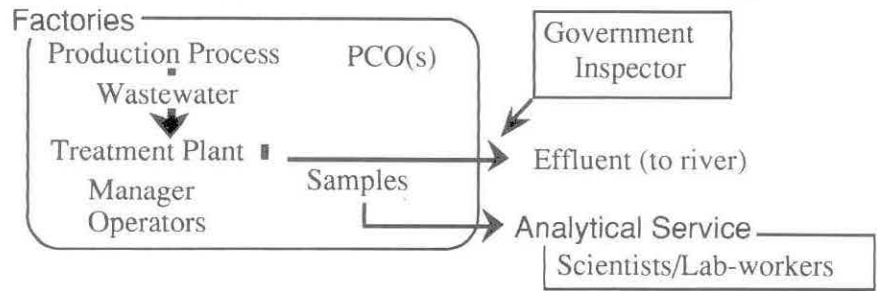 Factories
Production Process
PCO(s)
Wastewater
Treatment Plant
Manager
Operators
Samples
Government
Inspector
Effluent (to river)
Analytical Service
Scientists/Lab-workers